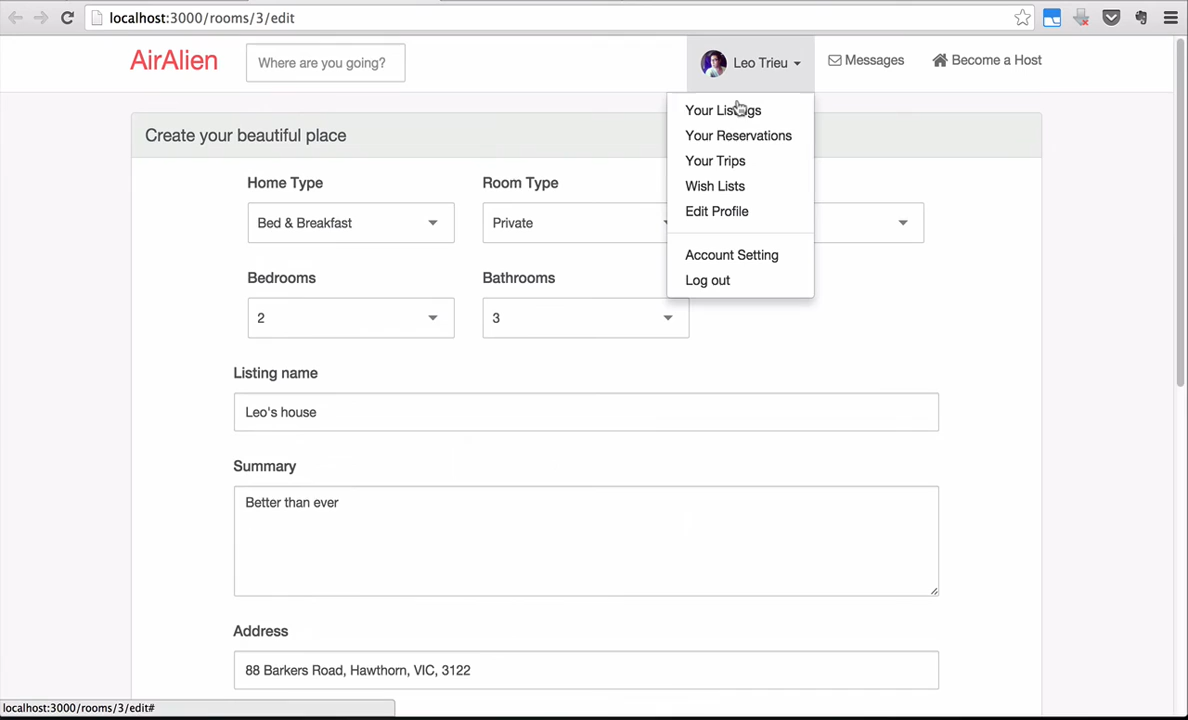 localhost:3000/rooms/3/edit
AirAlien
Where are you going?
Leo Trieu
Messages
Become a Host
Your Listings
Your Reservations
Your Trips
Wish Lists
Edit Profile
Account Setting
Log out
Create your beautiful place
Home Type
Room Type
Bed & Breakfast
Private
Bedrooms
Bathrooms
2
3
Listing name
Leo's house
Summary
Better than ever
Address
88 Barkers Road, Hawthorn, VIC, 3122
localhost:3000/rooms/3/edit#